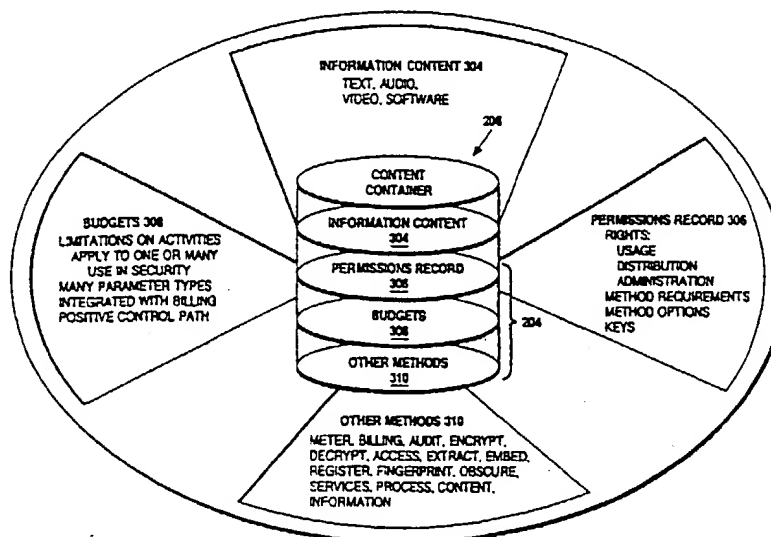 INFORMATION CONTENT 304
TEXT, AUDIO,
VIDEO, SOFTWARE
206
CONTENT
CONTAINER
INFORMATION CONTENT
304
PERMISSIONS RECORD
306
BUDGETS
308
OTHER METHODS
310
204
BUDGETS 308
LIMITATIONS ON ACTIVITIES
APPLY TO ONE OR MANY
USE IN SECURITY
MANY PARAMETER TYPES
INTEGRATED WITH BILLING
POSITIVE CONTROL PATH
PERMISSIONS RECORD 306
RIGHTS:
USAGE
DISTRIBUTION
ADMINISTRATION
METHOD REQUIREMENTS
METHOD OPTIONS
KEYS
OTHER METHODS 310
METER, BILLING, AUDIT, ENCRYPT,
DECRYPT, ACCESS, EXTRACT, EMBED,
REGISTER, FINGERPRINT, OBSCURE,
SERVICES, PROCESS, CONTENT,
INFORMATION